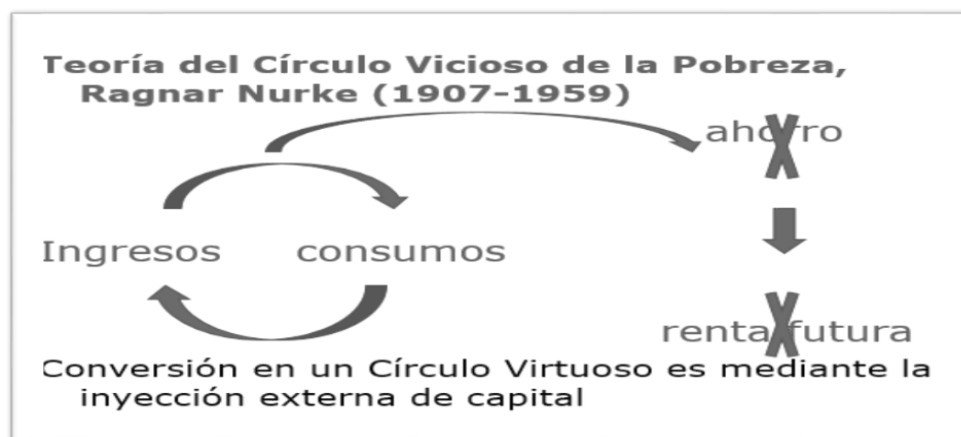 Teoría del Círculo Vicioso de la Pobreza,
Ragnar Nurke (1907-1959)
ahorro
Ingresos consumos
renta futura
Conversión en un Círculo Virtuoso es mediante la
inyección externa de capital